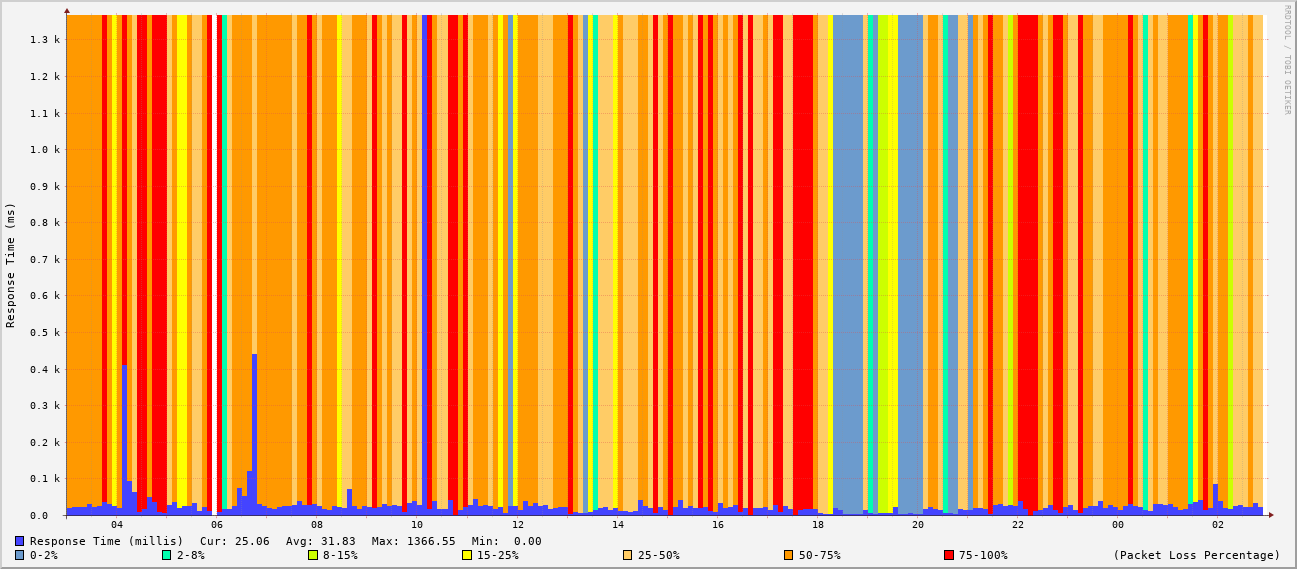 RRDTOOL / TOBI OETIKER
Response Time (ms)
1.3 k
1.2 k
1.1 k
1.0 k
0.9 k
0.8 k
0.7 k
0.6 k
0.5 k
0.4 k
0.3 k
0.2 k
0.1 k
0.0
04 06 08 10 12 14 16 18 20 22 00 02
Response Time (millis) Cur: 25.06 Avg: 31.83 Max: 1366.55 Min: 0.00
0-2% 2-8% 8-15% 15-25% 25-50% 50-75% 75-100% (Packet Loss Percentage)